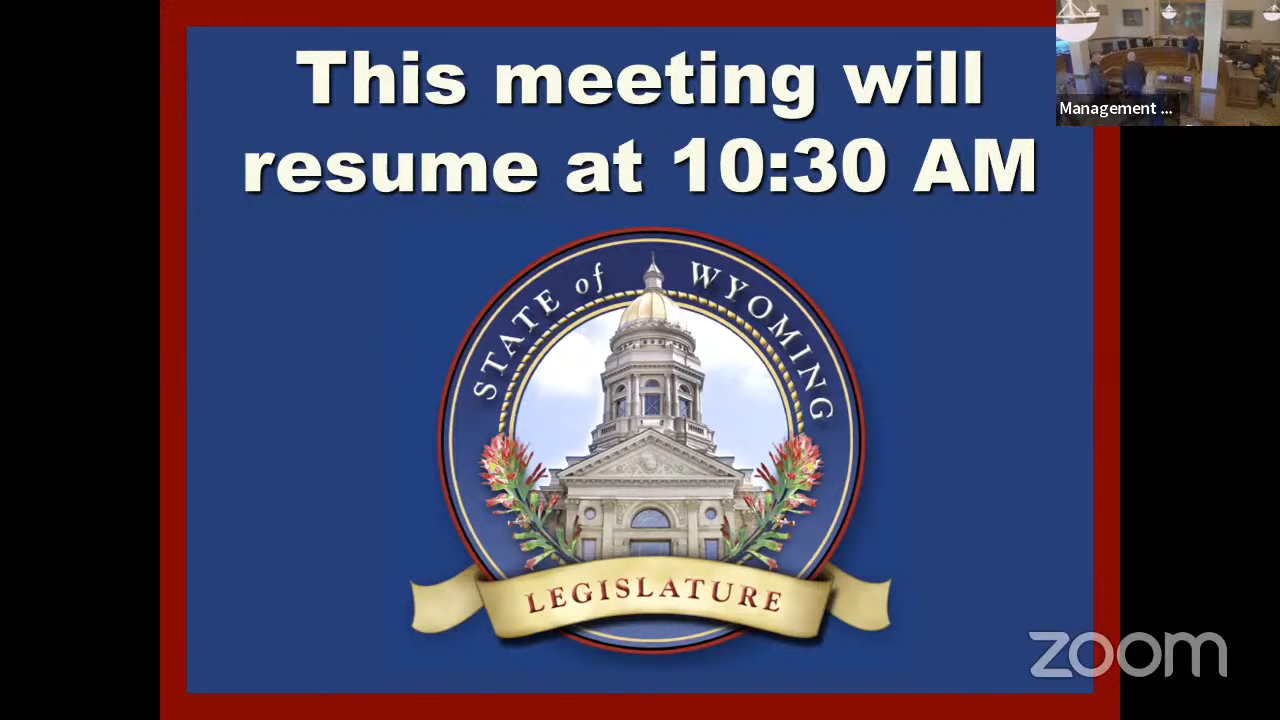 This meeting will
resume at 10:30 AM
Management ...
STATE of WYOMING
LEGISLATURE
zoom